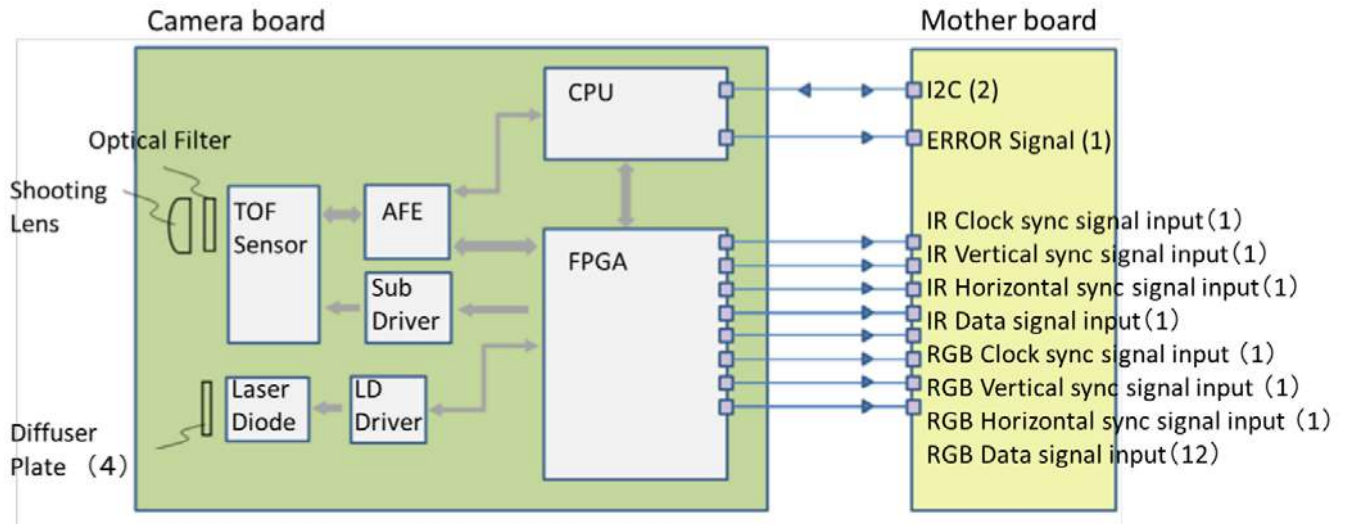 Camera board
Mother board
CPU
I2C (2)
ERROR Signal (1)
Optical Filter
Shooting
Lens
TOF
Sensor
AFE
FPGA
Sub
Driver
Laser
Diode
LD
Driver
Diffuser
Plate （4）
IR Clock sync signal input（1）
IR Vertical sync signal input（1）
IR Horizontal sync signal input（1）
IR Data signal input（1）
RGB Clock sync signal input （1）
RGB Vertical sync signal input （1）
RGB Horizontal sync signal input （1）
RGB Data signal input（12）